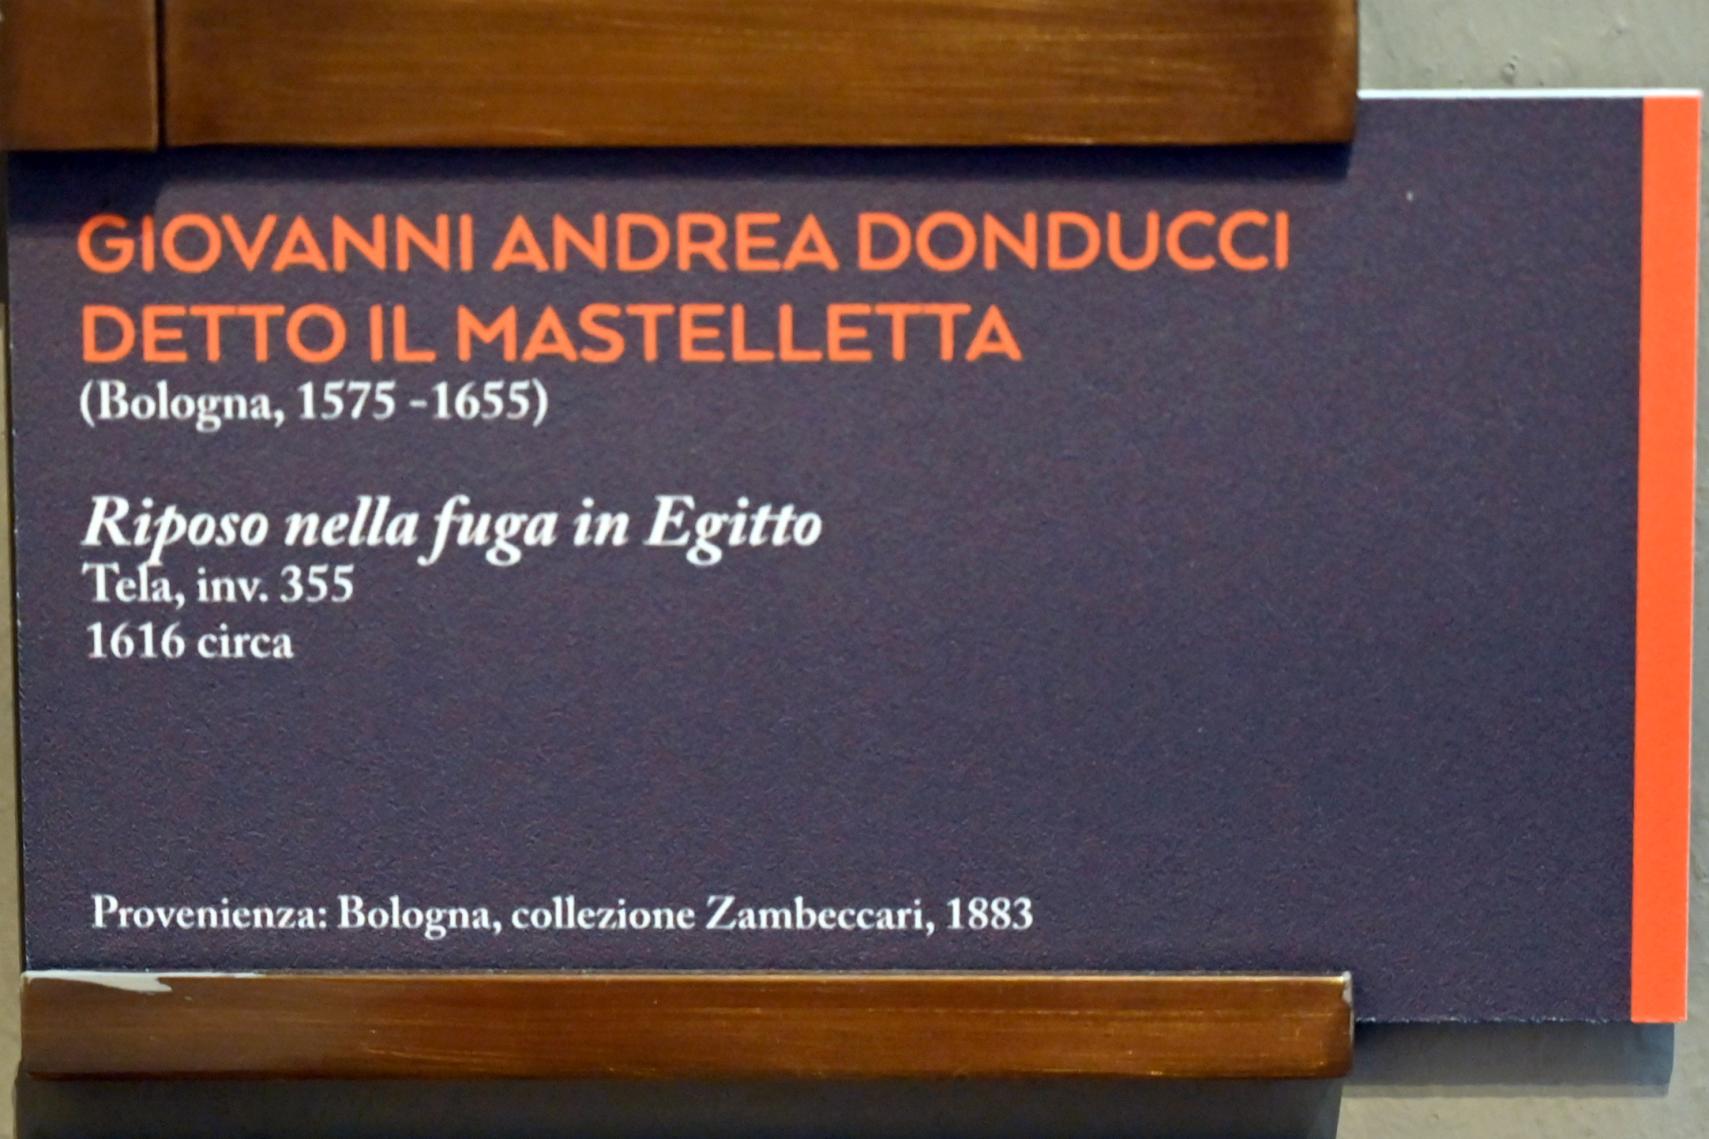 GIOVANNI ANDREA DONDUCCI
DETTO IL MASTELLETTA
(Bologna, 1575 -1655)
Riposo nella fuga in Egitto
Tela, inv. 355
1616 circa
Provenienza: Bologna, collezione Zambeccari, 1883